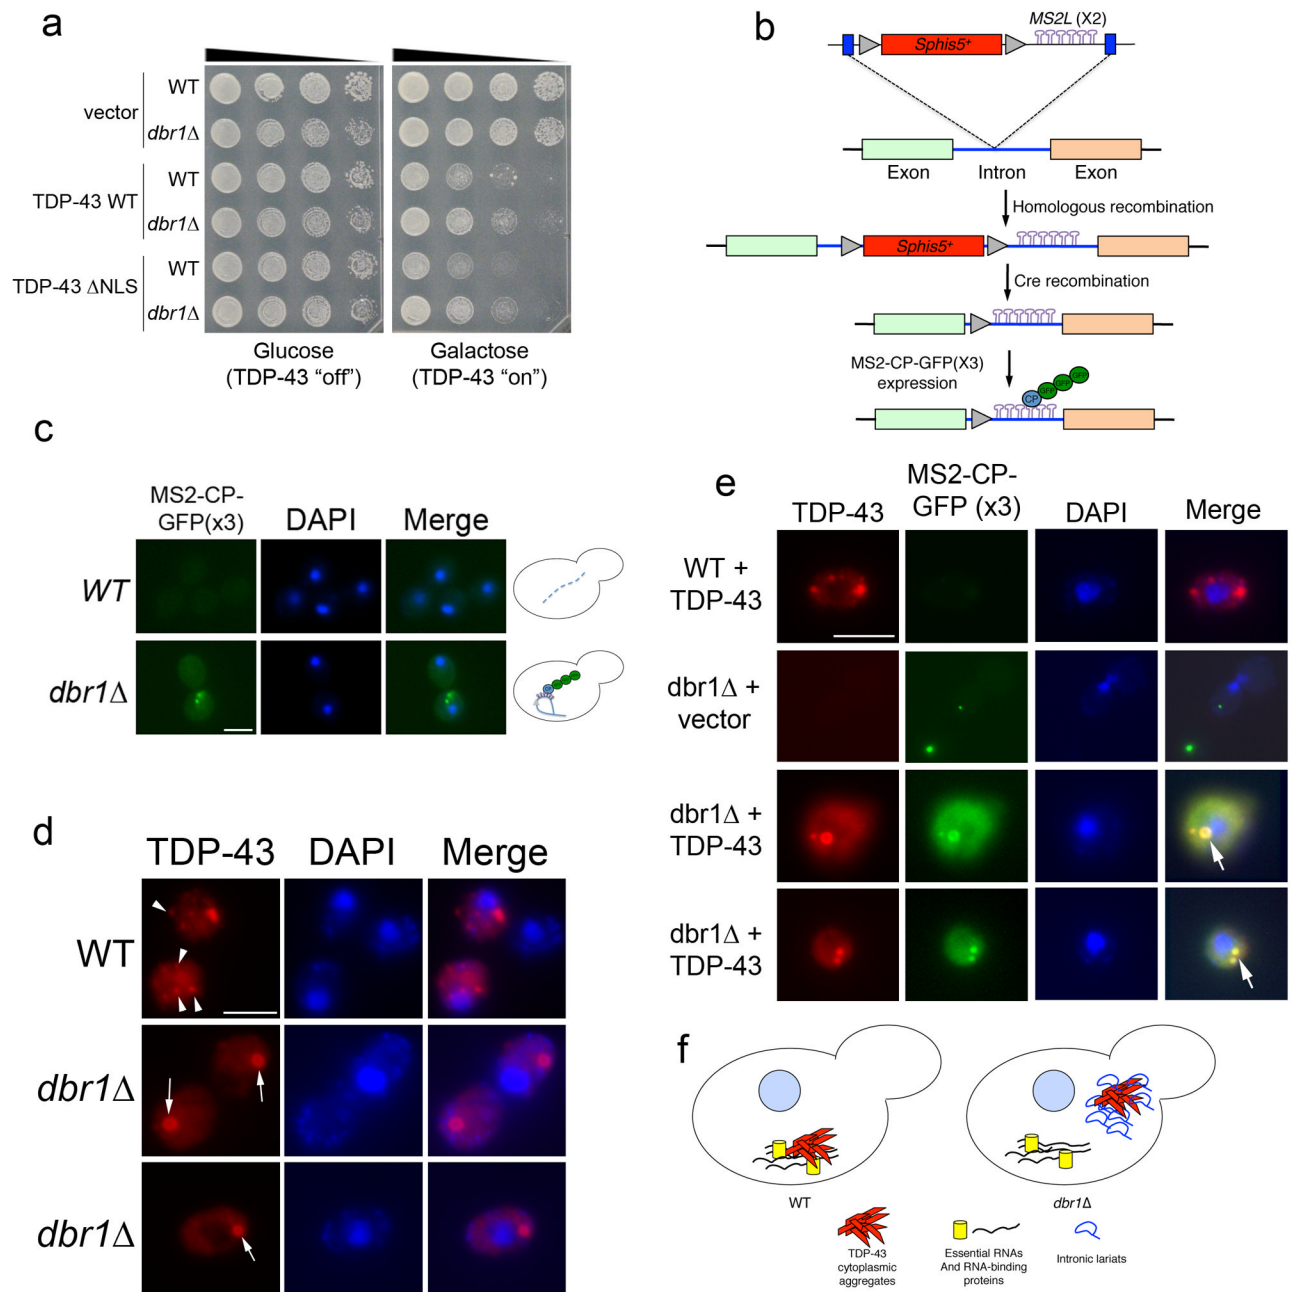 a
vector
WT
dbr1Δ
TDP-43 WT
WT
dbr1Δ
TDP-43 ΔNLS
WT
dbr1Δ
Glucose
(TDP-43 “off”)
Galactose
(TDP-43 “on”)
b
MS2L (X2)
Sphis5+
Exon
Intron
Exon
Homologous recombination
Sphis5+
Cre recombination
MS2-CP-GFP(X3)
expression
CP
GFP
GFP
GFP
c
MS2-CP-
GFP(x3)
DAPI
Merge
WT
dbr1Δ
CP
d
TDP-43
DAPI
Merge
WT
dbr1Δ
dbr1Δ
e
TDP-43
MS2-CP-
GFP (x3)
DAPI
Merge
WT +
TDP-43
dbr1Δ +
vector
dbr1Δ +
TDP-43
dbr1Δ +
TDP-43
f
WT
dbr1Δ
TDP-43
cytoplasmic
aggregates
Essential RNAs
And RNA-binding
proteins
Intronic lariats